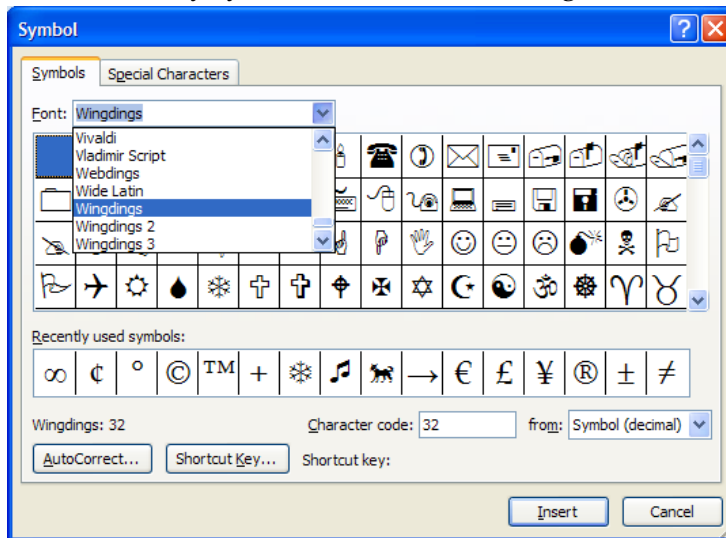 Symbol
Symbols Special Characters
Font: Wingdings
Vivaldi
Vladimir Script
Webdings
Wide Latin
Wingdings
Wingdings 2
Wingdings 3
Recently used symbols:
∞ ¢ ° © ™ + ❄ ♫ 🐈 → € £ ¥ ® ± ≠
Wingdings: 32 Character code: 32 from: Symbol (decimal)
AutoCorrect... Shortcut Key... Shortcut key:
Insert Cancel